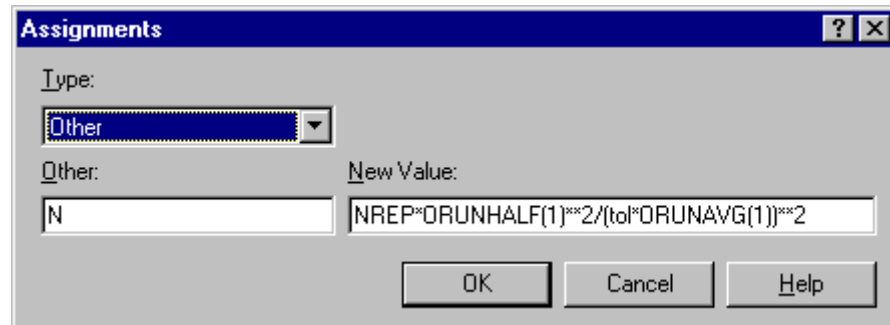 Assignments
Type:
Other
Other: New Value:
N NREP*ORUNHALF(1)**2/(tol*ORUNAVG(1))**2
OK Cancel Help